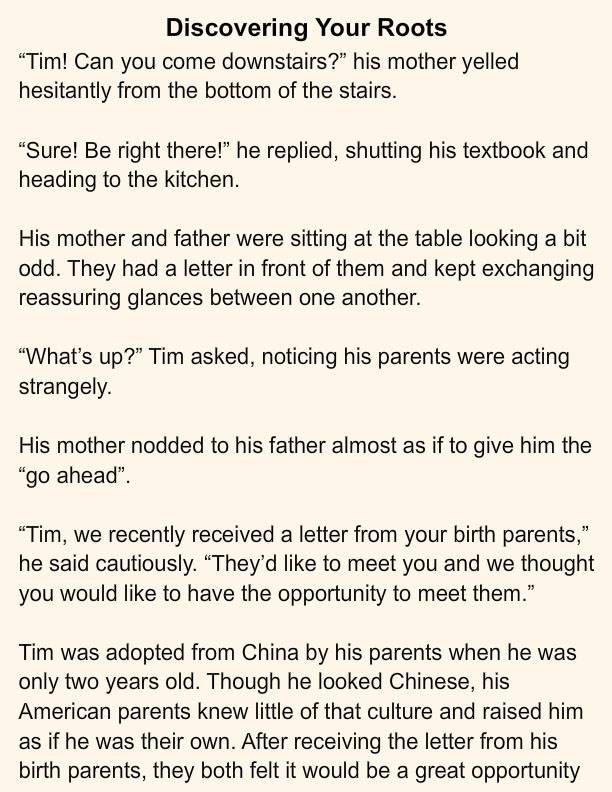 Discovering Your Roots
“Tim! Can you come downstairs?” his mother yelled
hesitantly from the bottom of the stairs.
“Sure! Be right there!” he replied, shutting his textbook and
heading to the kitchen.
His mother and father were sitting at the table looking a bit
odd. They had a letter in front of them and kept exchanging
reassuring glances between one another.
“What’s up?” Tim asked, noticing his parents were acting
strangely.
His mother nodded to his father almost as if to give him the
“go ahead”.
“Tim, we recently received a letter from your birth parents,”
he said cautiously. “They’d like to meet you and we thought
you would like to have the opportunity to meet them.”
Tim was adopted from China by his parents when he was
only two years old. Though he looked Chinese, his
American parents knew little of that culture and raised him
as if he was their own. After receiving the letter from his
birth parents, they both felt it would be a great opportunity